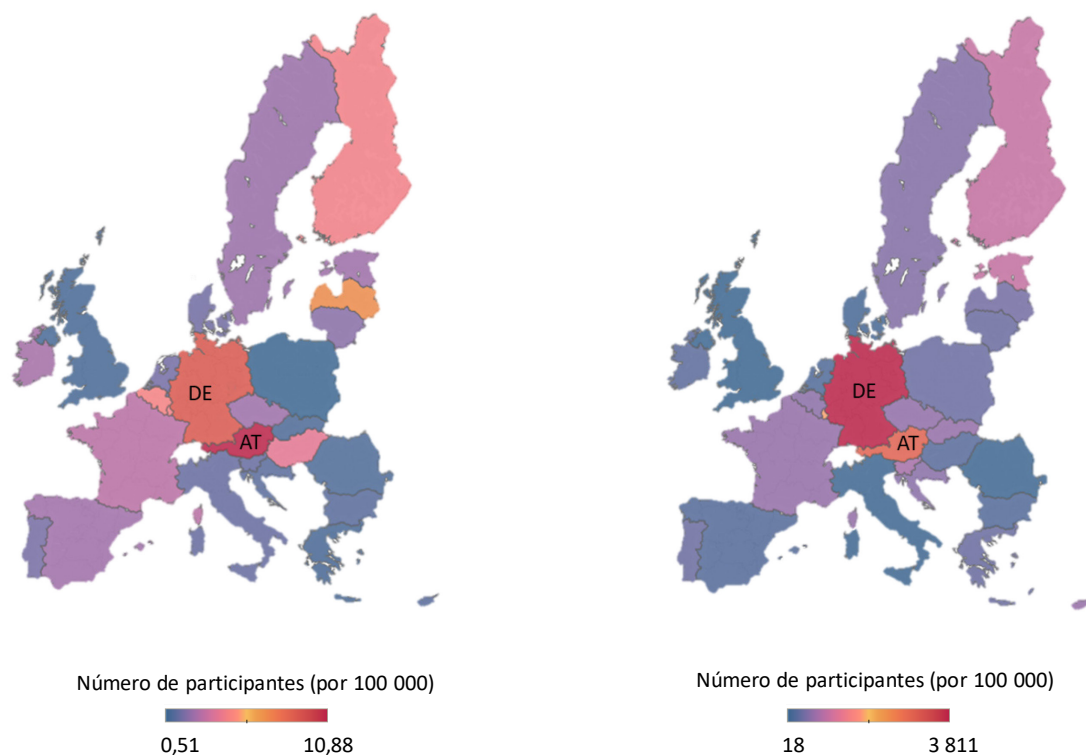 DE
AT
Número de participantes (por 100 000)
0,51 10,88
DE
AT
Número de participantes (por 100 000)
18 3 811